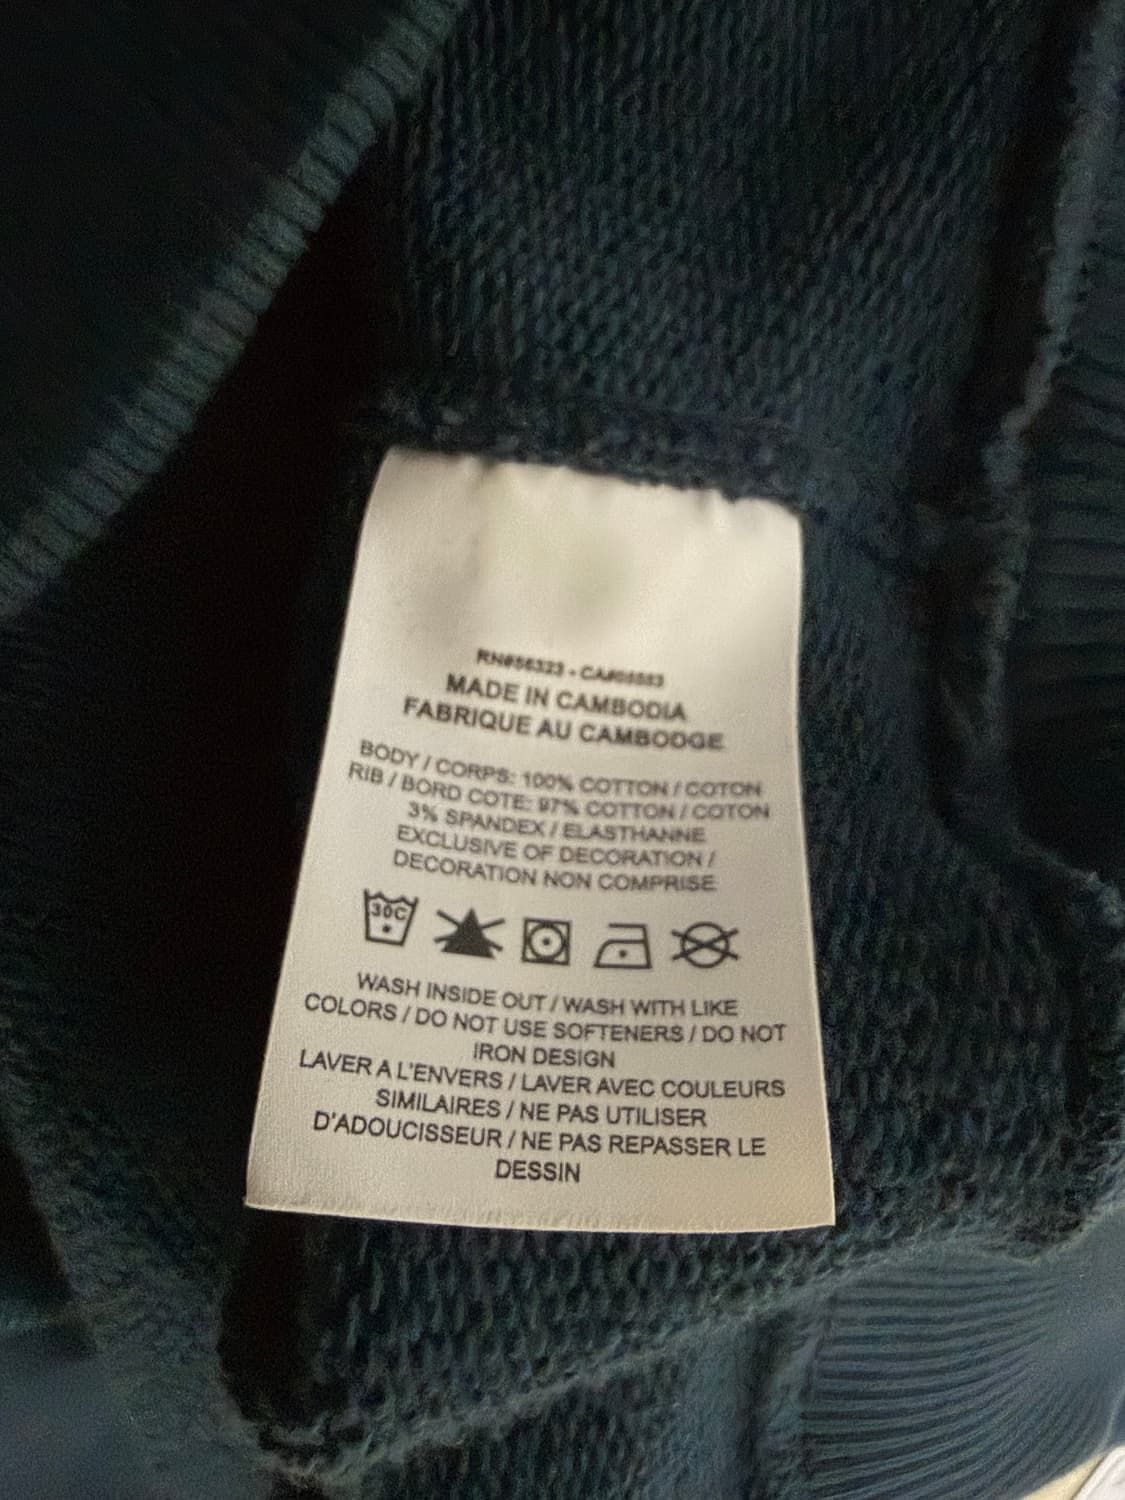 MADE IN CAMBODIA
FABRIQUE AU CAMBODGE
BODY / CORPS: 100% COTTON / COTON
RIB / BORD COTE: 97% COTTON / COTON
3% SPANDEX / ELASTHANNE
EXCLUSIVE OF DECORATION /
DECORATION NON COMPRISE
30C
WASH INSIDE OUT / WASH WITH LIKE
COLORS / DO NOT USE SOFTENERS / DO NOT
IRON DESIGN
LAVER A L'ENVERS / LAVER AVEC COULEURS
SIMILAIRES / NE PAS UTILISER
D'ADOUCISSEUR / NE PAS REPASSER LE
DESSIN